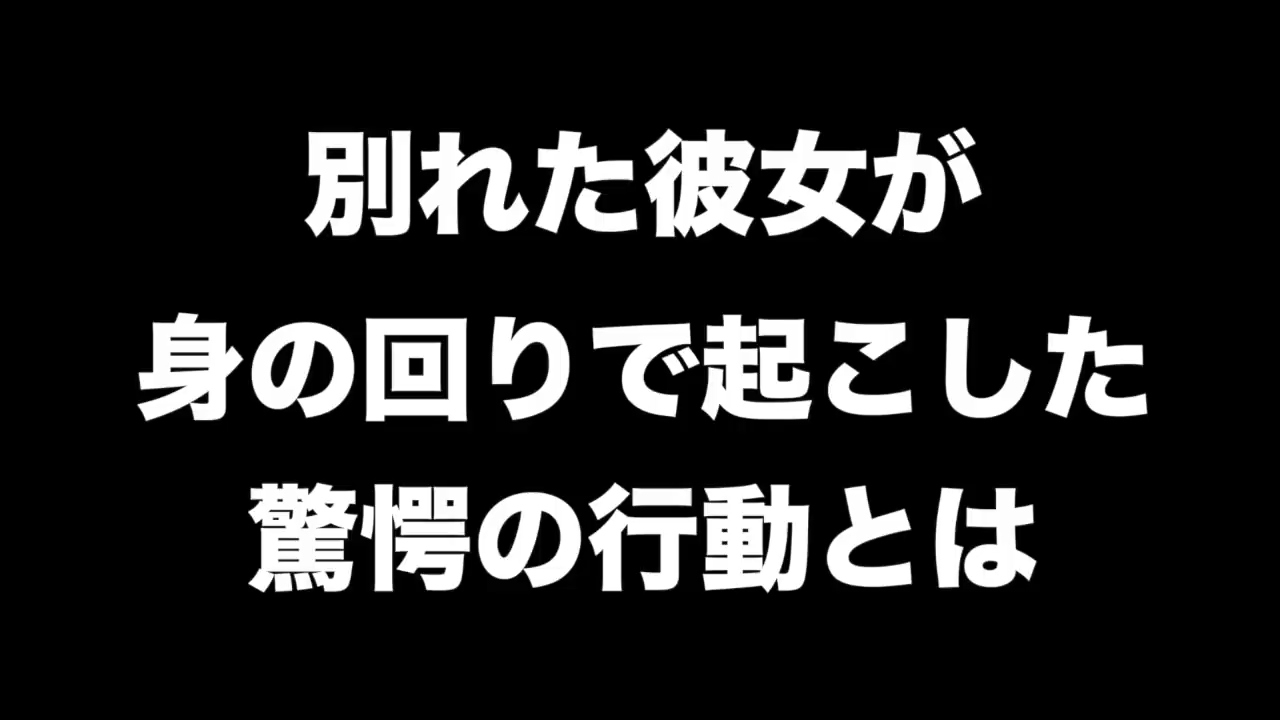 別れた彼女が
身の回りで起こした
驚愕の行動とは